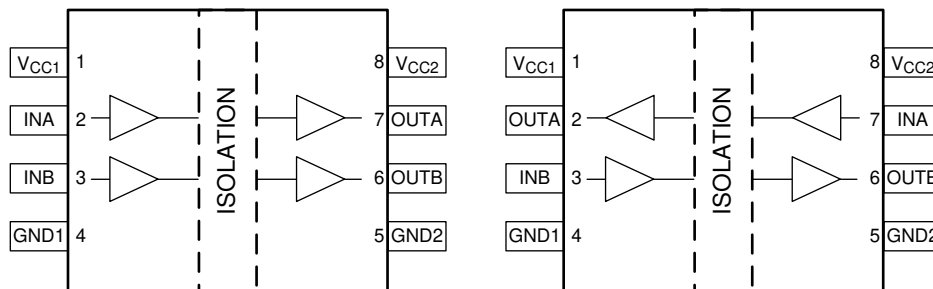 VCC1 1 8 VCC2
INA 2 7 OUTA
INB 3 6 OUTB
GND1 4 5 GND2
ISOLATION
VCC1 1 8 VCC2
OUTA 2 7 INA
INB 3 6 OUTB
GND1 4 5 GND2
ISOLATION